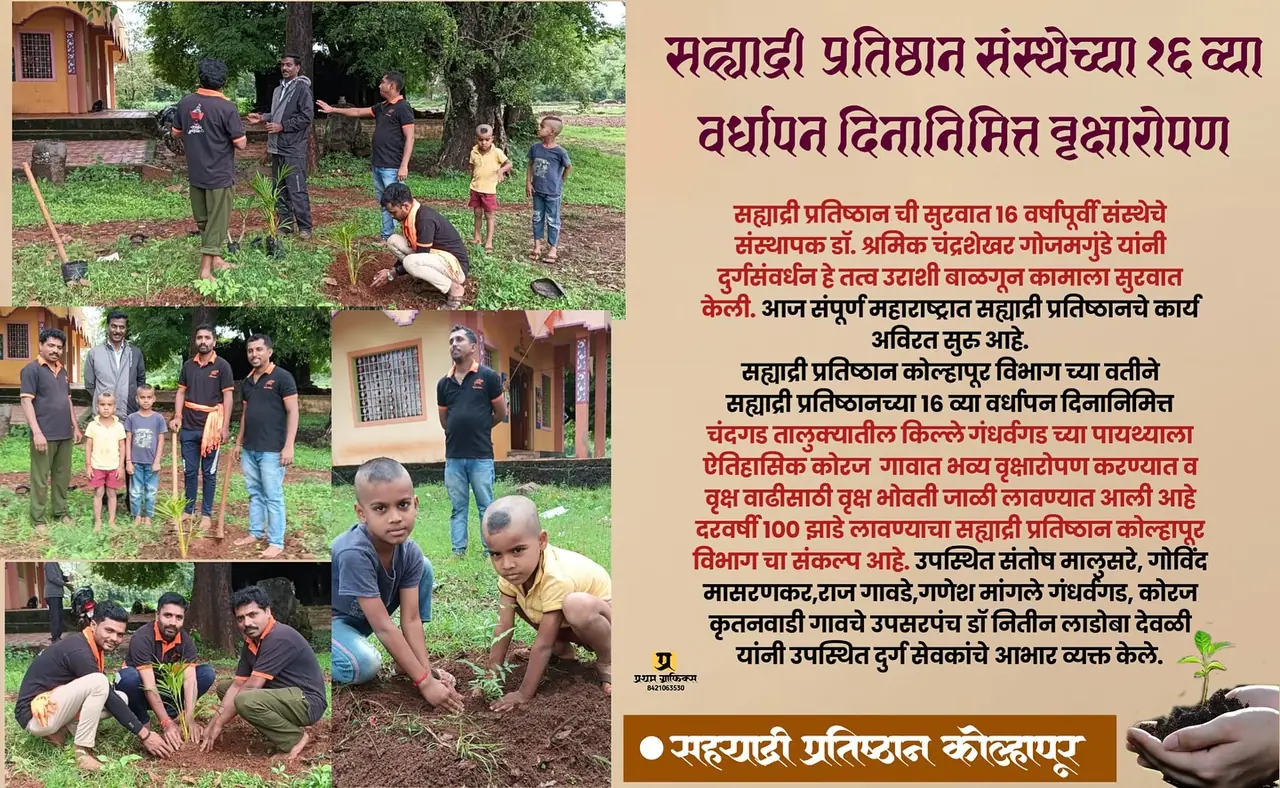 सह्याद्री प्रतिष्ठान संस्थेच्या १६ व्या
वर्धापन दिनानिमित्त वृक्षारोपण
सह्याद्री प्रतिष्ठान ची सुरवात 16 वर्षापूर्वी संस्थेचे
संस्थापक डॉ. श्रमिक चंद्रशेखर गोजमगुंडे यांनी
दुर्गसंवर्धन हे तत्व उराशी बाळगून कामाला सुरवात
केली. आज संपूर्ण महाराष्ट्रात सह्याद्री प्रतिष्ठानचे कार्य
अविरत सुरु आहे.
सह्याद्री प्रतिष्ठान कोल्हापूर विभाग च्या वतीने
सह्याद्री प्रतिष्ठानच्या 16 व्या वर्धापन दिनानिमित्त
चंदगड तालुक्यातील किल्ले गंधर्वगड च्या पायथ्याला
ऐतिहासिक कोरज गावात भव्य वृक्षारोपण करण्यात व
वृक्ष वाढीसाठी वृक्ष भोवती जाळी लावण्यात आली आहे
दरवर्षी 100 झाडे लावण्याचा सह्याद्री प्रतिष्ठान कोल्हापूर
विभाग चा संकल्प आहे. उपस्थित संतोष मालुसरे, गोविंद
मासरणकर,राज गावडे,गणेश मांगले गंधर्वगड, कोरज
कृतनवाडी गावचे उपसरपंच डॉ नितीन लाडोबा देवळी
यांनी उपस्थित दुर्ग सेवकांचे आभार व्यक्त केले.
प्र
प्रथम ग्राफिक्स
8421063530
• सहयाद्री प्रतिष्ठान कोल्हापूर